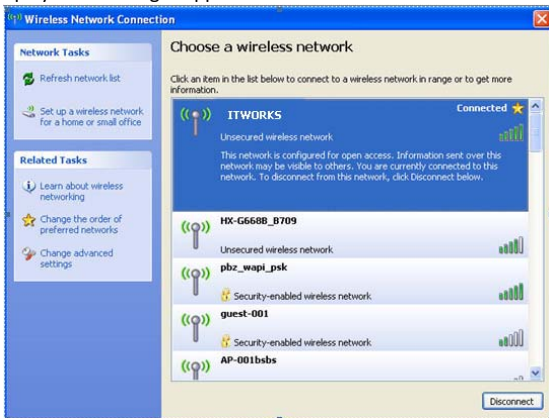 Wireless Network Connection
Network Tasks
Refresh network list
Set up a wireless network
for a home or small office
Related Tasks
Learn about wireless
networking
Change the order of
preferred networks
Change advanced
settings
Choose a wireless network
Click an item in the list below to connect to a wireless network in range or to get more
information.
ITWORKS
Connected
Unsecured wireless network
This network is configured for open access. Information sent over this
network may be visible to others. You are currently connected to this
network. To disconnect from this network, click Disconnect below.
HX-G668B_B709
Unsecured wireless network
pbz_wapi_psk
Security-enabled wireless network
guest-001
Security-enabled wireless network
AP-001bsbs
Disconnect